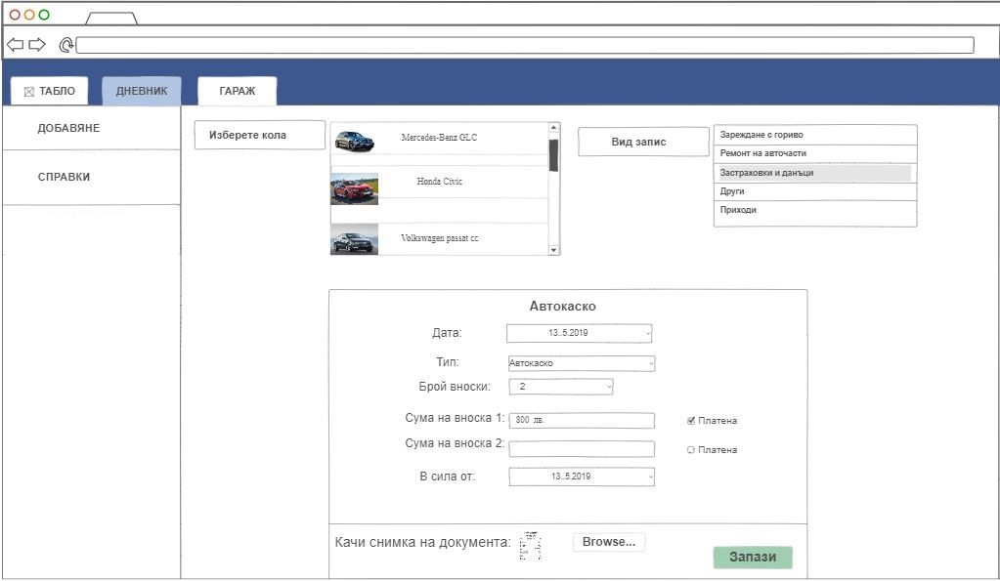 ТАБЛО ДНЕВНИК ГАРАЖ
ДОБАВЯНЕ
СПРАВКИ
Изберете кола
Mercedes-Benz GLC
Honda Civic
Volkswagen passat cc
Вид запис
Зареждане с гориво
Ремонт на авточасти
Застраховки и данъци
Други
Приходи
Автокаско
Дата: 13..5.2019
Тип: Автокаско
Брой вноски: 2
Сума на вноска 1: 800 лв. Платена
Сума на вноска 2: Платена
В сила от: 13..5.2019
Качи снимка на документа: Browse...
Запази